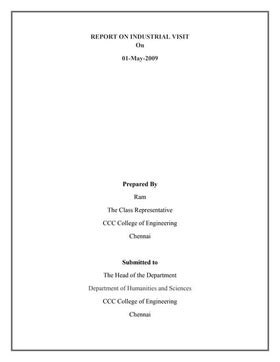 REPORT ON INDUSTRIAL VISIT
On
01-May-2009
Prepared By
Ram
The Class Representative
CCC College of Engineering
Chennai
Submitted to
The Head of the Department
Department of Humanities and Sciences
CCC College of Engineering
Chennai